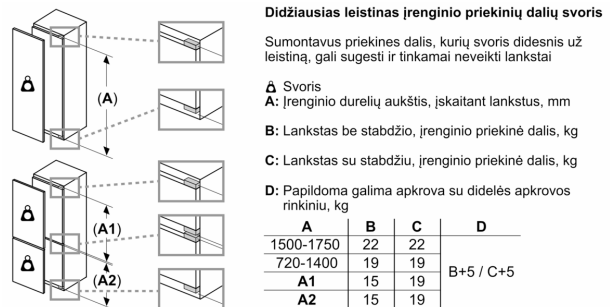 Didžiausias leistinas įrenginio priekinių dalių svoris
Sumontavus priekines dalis, kurių svoris didesnis už
leistiną, gali sugesti ir tinkamai neveikti lankstai
Svoris
A: Įrenginio durelių aukštis, įskaitant lankstus, mm
B: Lankstas be stabdžio, įrenginio priekinė dalis, kg
C: Lankstas su stabdžiu, įrenginio priekinė dalis, kg
D: Papildoma galima apkrova su didelės apkrovos
rinkiniu, kg
A B C D
1500-1750 22 22
720-1400 19 19
B+5 / C+5
A1 15 19
A2 15 19
(A)
(A1)
(A2)